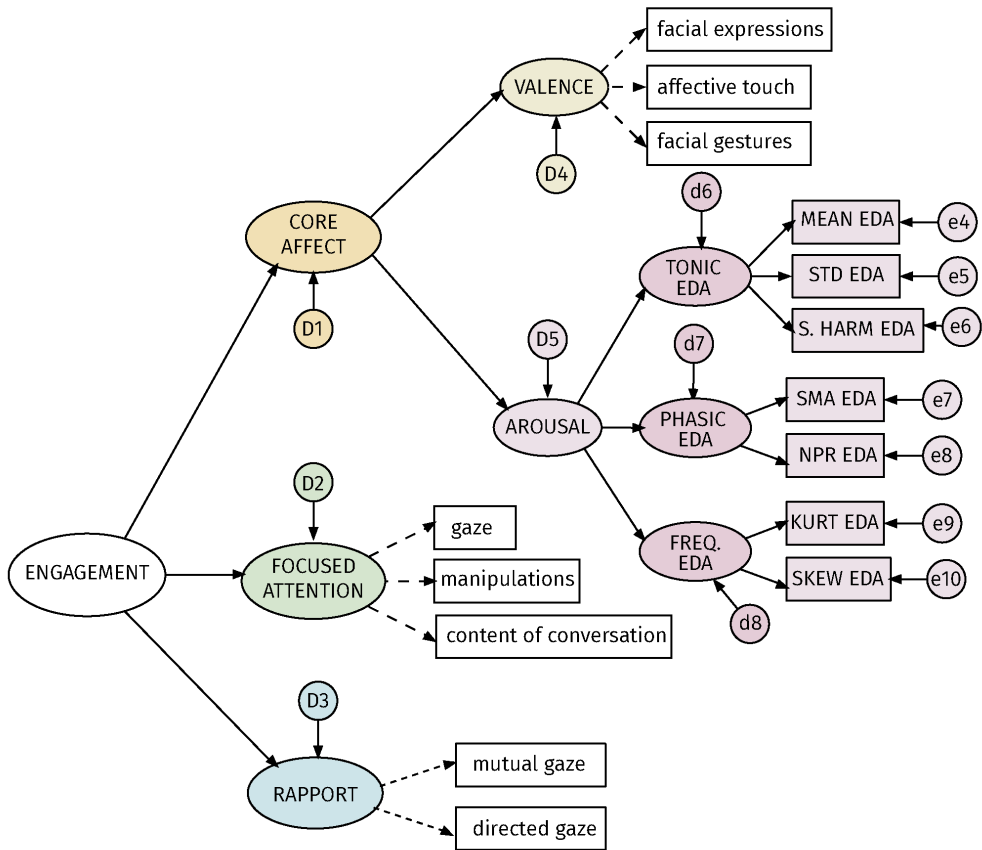 facial expressions
VALENCE
affective touch
facial gestures
D4
d6
CORE
AFFECT
MEAN EDA
e4
TONIC
EDA
STD EDA
e5
D1
S. HARM EDA
e6
D5
d7
AROUSAL
PHASIC
EDA
SMA EDA
e7
NPR EDA
e8
D2
gaze
FREQ.
EDA
KURT EDA
e9
ENGAGEMENT
FOCUSED
ATTENTION
manipulations
SKEW EDA
e10
content of conversation
d8
D3
mutual gaze
RAPPORT
directed gaze